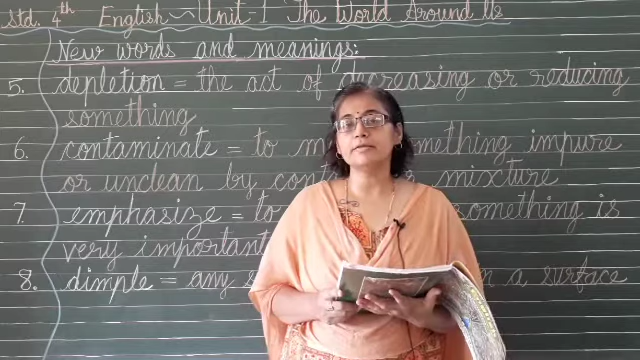 Std. 4th English ~ Unit-1 The World Around Us
New words and meanings:
5. depletion = the act of decreasing or reducing
something
6. contaminate = to something impure
or unclean by mixture
7. emphasize = to something is
very important
8. dimple = any in a surface